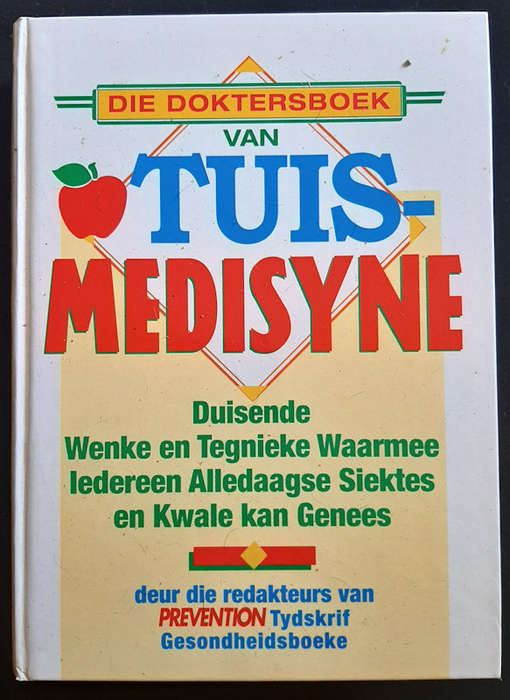 DIE DOKTERSBOEK
VAN
TUIS-
MEDISYNE
Duisende
Wenke en Tegnieke Waarmee
Iedereen Alledaagse Siektes
en Kwale kan Genees
deur die redakteurs van
PREVENTION Tydskrif
Gesondheidsboeke